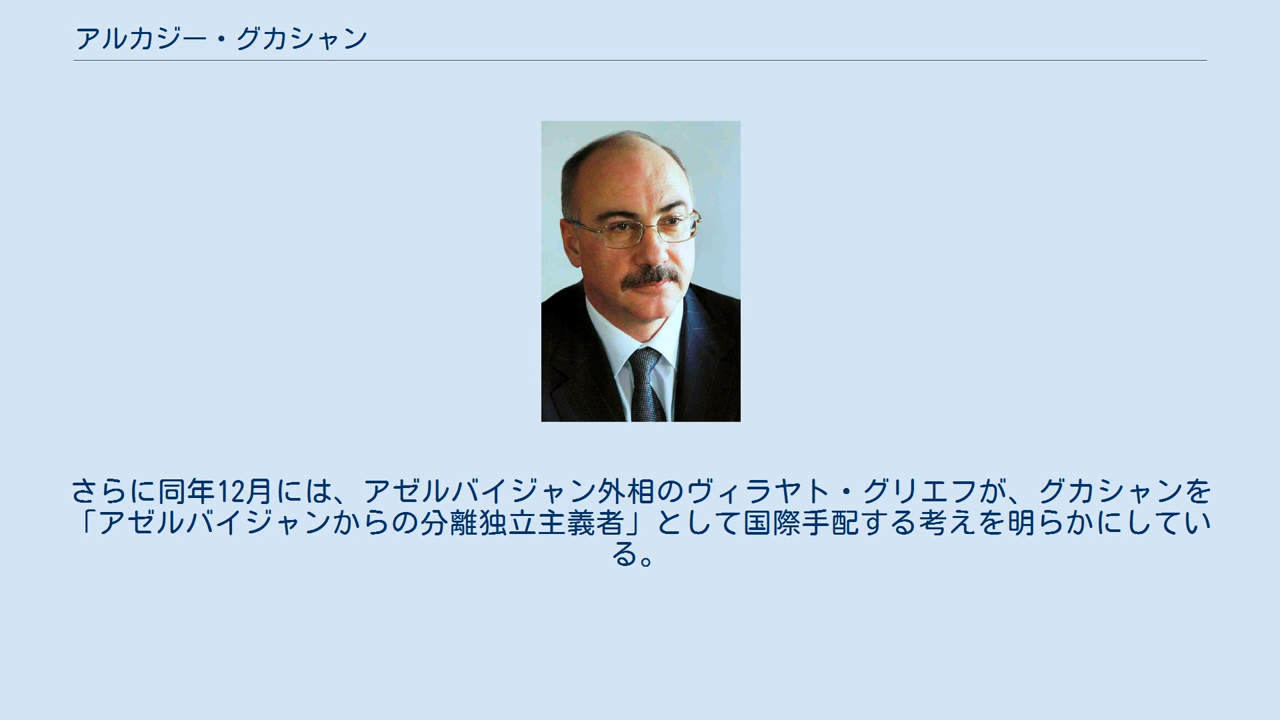 アルカジー・グカシャン
さらに同年12月には、アゼルバイジャン外相のヴィラヤト・グリエフが、グカシャンを
「アゼルバイジャンからの分離独立主義者」として国際手配する考えを明らかにしてい
る。